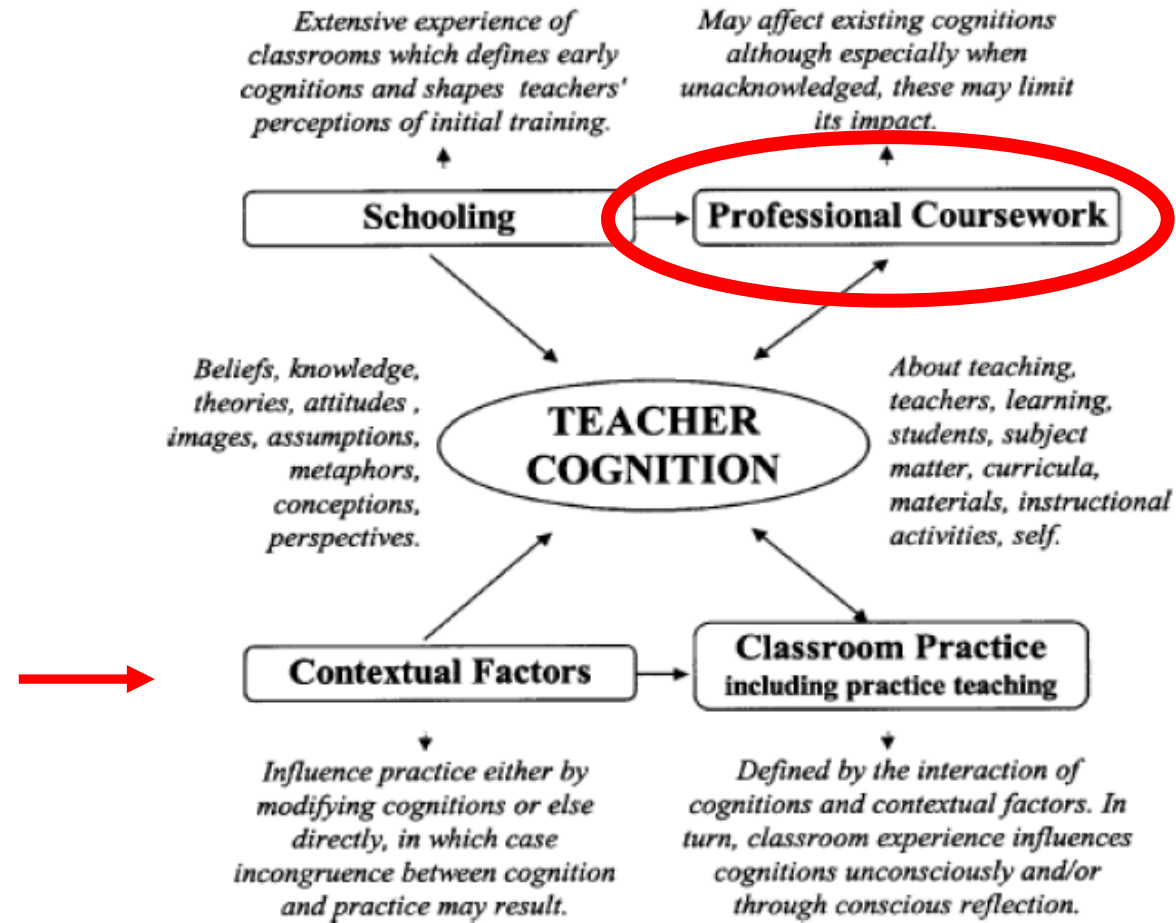 Extensive experience of
classrooms which defines early
cognitions and shapes teachers'
perceptions of initial training.
May affect existing cognitions
although especially when
unacknowledged, these may limit
its impact.
Schooling
Professional Coursework
Beliefs, knowledge,
theories, attitudes ,
images, assumptions,
metaphors,
conceptions,
perspectives.
TEACHER
COGNITION
About teaching,
teachers, learning,
students, subject
matter, curricula,
materials, instructional
activities, self.
Contextual Factors
Classroom Practice
including practice teaching
Influence practice either by
modifying cognitions or else
directly, in which case
incongruence between cognition
and practice may result.
Defined by the interaction of
cognitions and contextual factors. In
turn, classroom experience influences
cognitions unconsciously and/or
through conscious reflection.